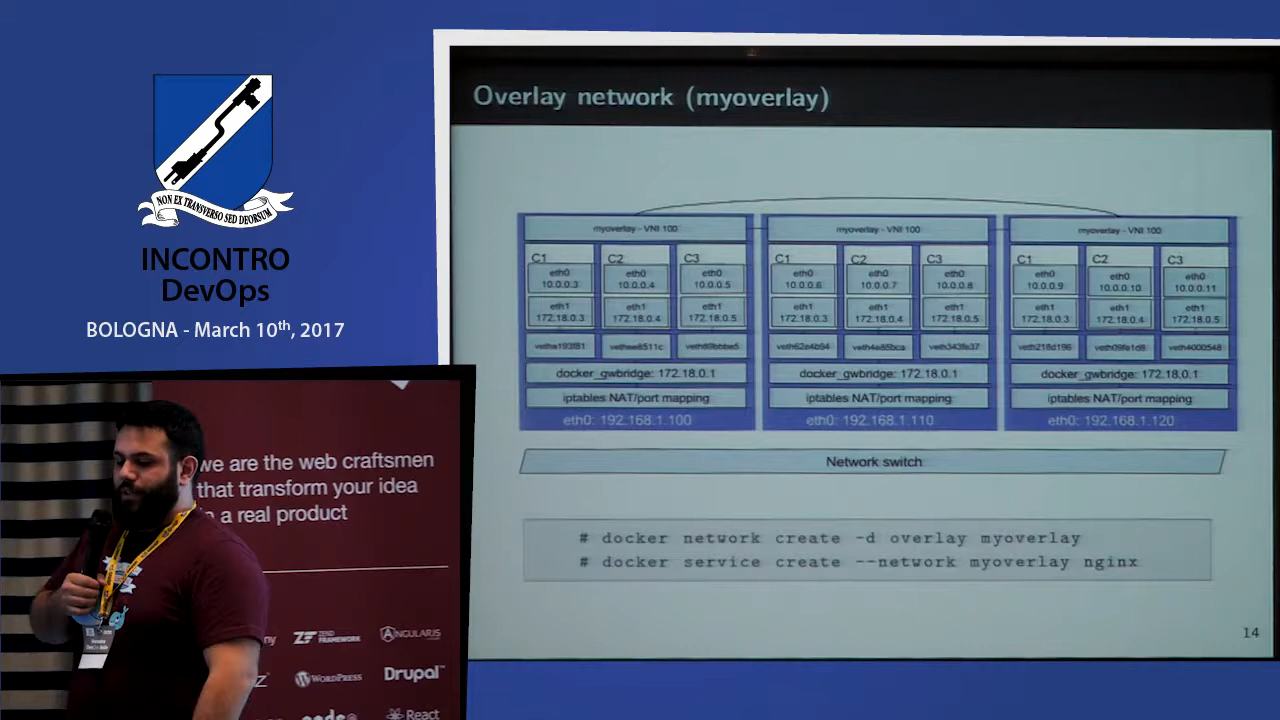 NON EX TRANSVERSO SED DEORSUM
INCONTRO
DevOps
BOLOGNA - March 10th, 2017
Overlay network (myoverlay)
myoverlay - VNI 100
C1 C2 C3
eth0 eth0 eth0
10.0.0.3 10.0.0.4 10.0.0.5
eth1 eth1 eth1
172.18.0.3 172.18.0.4 172.18.0.5
docker_gwbridge: 172.18.0.1
iptables NAT/port mapping
eth0: 192.168.1.100
myoverlay - VNI 100
C1 C2 C3
eth0 eth0 eth0
10.0.0.6 10.0.0.7 10.0.0.8
eth1 eth1 eth1
172.18.0.3 172.18.0.4 172.18.0.5
veth62e4b94 veth4e85bca veth343fe37
docker_gwbridge: 172.18.0.1
iptables NAT/port mapping
eth0: 192.168.1.110
myoverlay - VNI 100
C1 C2 C3
eth0 eth0 eth0
10.0.0.9 10.0.0.10 10.0.0.11
eth1 eth1 eth1
172.18.0.3 172.18.0.4 172.18.0.5
veth218d196 veth09fe1d8 veth4000548
docker_gwbridge: 172.18.0.1
iptables NAT/port mapping
eth0: 192.168.1.120
Network switch
# docker network create -d overlay myoverlay
# docker service create --network myoverlay nginx
14
we are the web craftsmen
that transform your idea
a real product
ZEND FRAMEWORK
ANGULARJS
WORDPRESS
Drupal
React